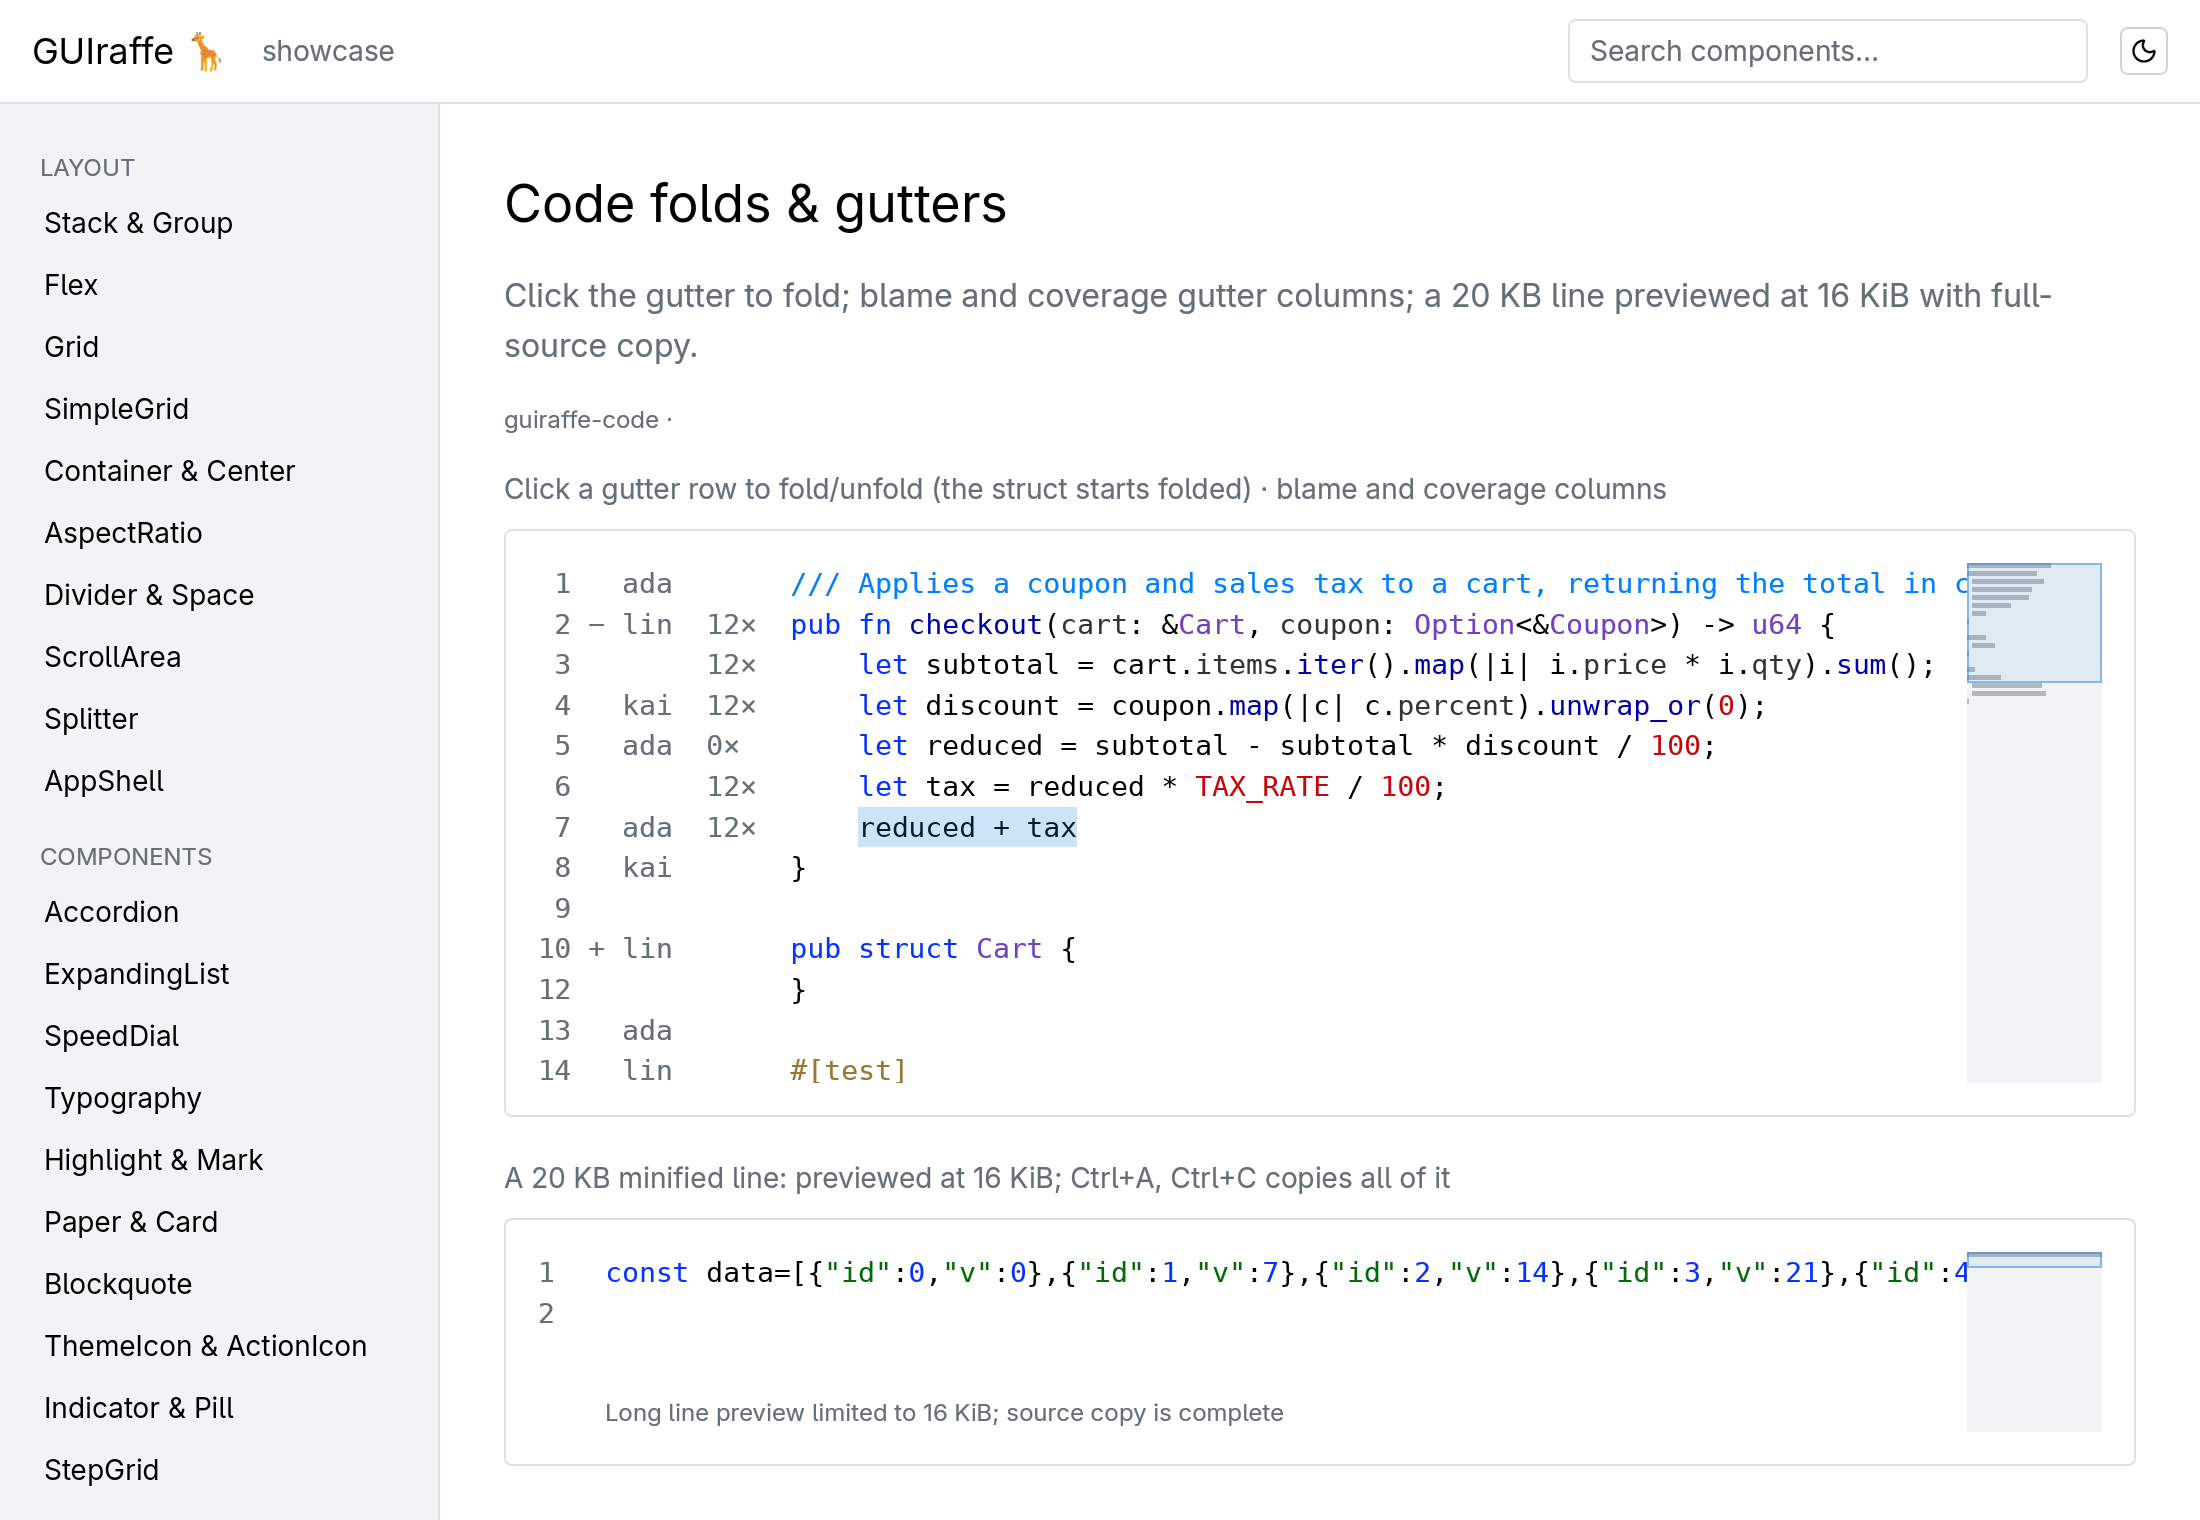 GUIraffe 🦒 showcase Search components...
LAYOUT
Stack & Group
Flex
Grid
SimpleGrid
Container & Center
AspectRatio
Divider & Space
ScrollArea
Splitter
AppShell
COMPONENTS
Accordion
ExpandingList
SpeedDial
Typography
Highlight & Mark
Paper & Card
Blockquote
ThemeIcon & ActionIcon
Indicator & Pill
StepGrid
Code folds & gutters
Click the gutter to fold; blame and coverage gutter columns; a 20 KB line previewed at 16 KiB with full-
source copy.
guiraffe-code ·
Click a gutter row to fold/unfold (the struct starts folded) · blame and coverage columns
1 ada /// Applies a coupon and sales tax to a cart, returning the total in c
2 − lin 12× pub fn checkout(cart: &Cart, coupon: Option<&Coupon>) -> u64 {
3 12× let subtotal = cart.items.iter().map(|i| i.price * i.qty).sum();
4 kai 12× let discount = coupon.map(|c| c.percent).unwrap_or(0);
5 ada 0× let reduced = subtotal - subtotal * discount / 100;
6 12× let tax = reduced * TAX_RATE / 100;
7 ada 12× reduced + tax
8 kai }
9
10 + lin pub struct Cart {
12 }
13 ada
14 lin #[test]
A 20 KB minified line: previewed at 16 KiB; Ctrl+A, Ctrl+C copies all of it
1 const data=[{"id":0,"v":0},{"id":1,"v":7},{"id":2,"v":14},{"id":3,"v":21},{"id":4
2
Long line preview limited to 16 KiB; source copy is complete